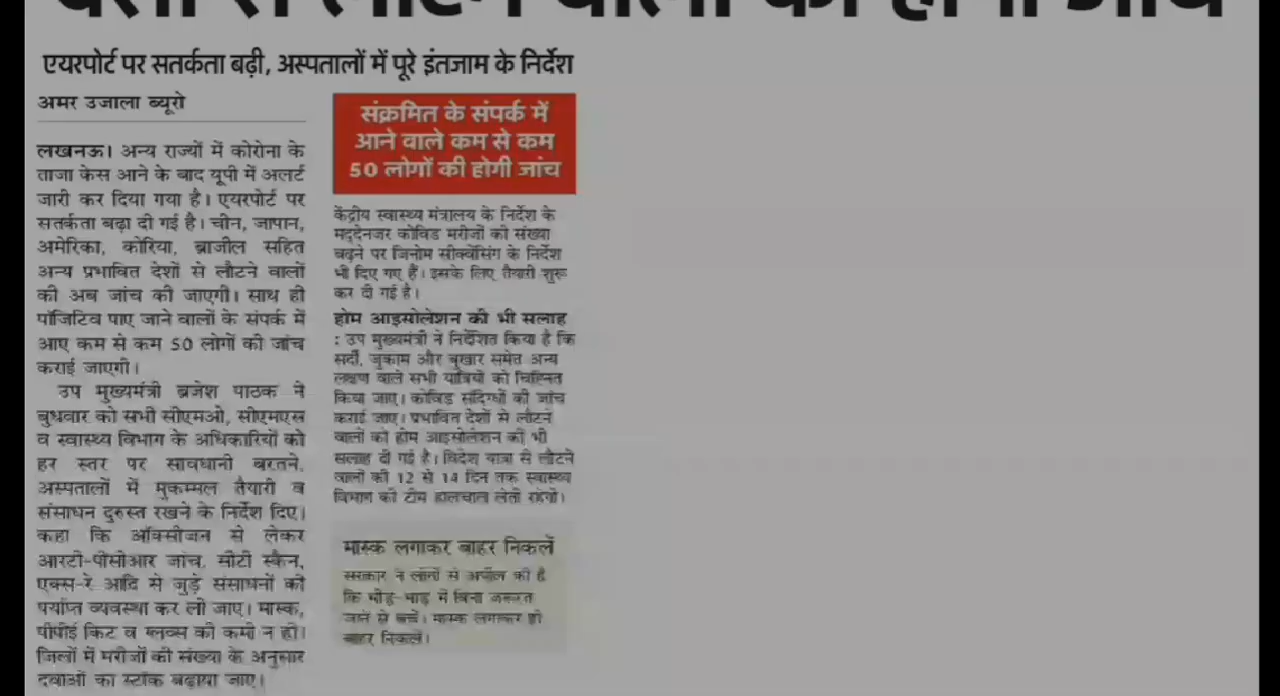 एयरपोर्ट पर सतर्कता बढ़ी, अस्पतालों में पूरे इंतजाम के निर्देश
अमर उजाला ब्यूरो
लखनऊ। अन्य राज्यों में कोरोना के
ताजा केस आने के बाद यूपी में अलर्ट
जारी कर दिया गया है। एयरपोर्ट पर
सतर्कता बढ़ा दी गई है। चीन, जापान,
अमेरिका, कोरिया, ब्राजील सहित
अन्य प्रभावित देशों से लौटने वालों
की अब जांच की जाएगी। साथ ही
पॉजिटिव पाए जाने वालों के संपर्क में
आए कम से कम 50 लोगों की जांच
कराई जाएगी।
उप मुख्यमंत्री ब्रजेश पाठक ने
बुधवार को सभी सीएमओ, सीएमएस
व स्वास्थ्य विभाग के अधिकारियों को
हर स्तर पर सावधानी बरतने,
अस्पतालों में मुकम्मल तैयारी व
संसाधन दुरुस्त रखने के निर्देश दिए।
कहा कि ऑक्सीजन से लेकर
आरटी-पीसीआर जांच, सीटी स्कैन,
एक्स-रे आदि से जुड़े संसाधनों की
पर्याप्त व्यवस्था कर ली जाए। मास्क,
पीपीई किट व ग्लव्स की कमी न हो।
जिलों में मरीजों की संख्या के अनुसार
दवाओं का स्टॉक बढ़ाया जाए।
संक्रमित के संपर्क में
आने वाले कम से कम
50 लोगों की होगी जांच
केंद्रीय स्वास्थ्य मंत्रालय के निर्देश के
मद्देनजर कोविड मरीजों की संख्या
बढ़ने पर जिनोम सीक्वेंसिंग के निर्देश
भी दिए गए हैं। इसके लिए तैयारी शुरू
कर दी गई है।
होम आइसोलेशन की भी सलाह
: उप मुख्यमंत्री ने निर्देशित किया है कि
सर्दी, जुकाम और बुखार समेत अन्य
लक्षण वाले सभी यात्रियों को चिह्नित
किया जाए। कोविड संदिग्धों की जांच
कराई जाए। प्रभावित देशों से लौटने
वालों को होम आइसोलेशन की भी
सलाह दी गई है। विदेश यात्रा से लौटने
वालों की 12 से 14 दिन तक स्वास्थ्य
विभाग की टीम हालचाल लेती रहेगी।
मास्क लगाकर बाहर निकलें
सरकार ने लोगों से अपील की है
कि भीड़-भाड़ में बिना जरूरत
जाने से बचें। मास्क लगाकर ही
बाहर निकलें।